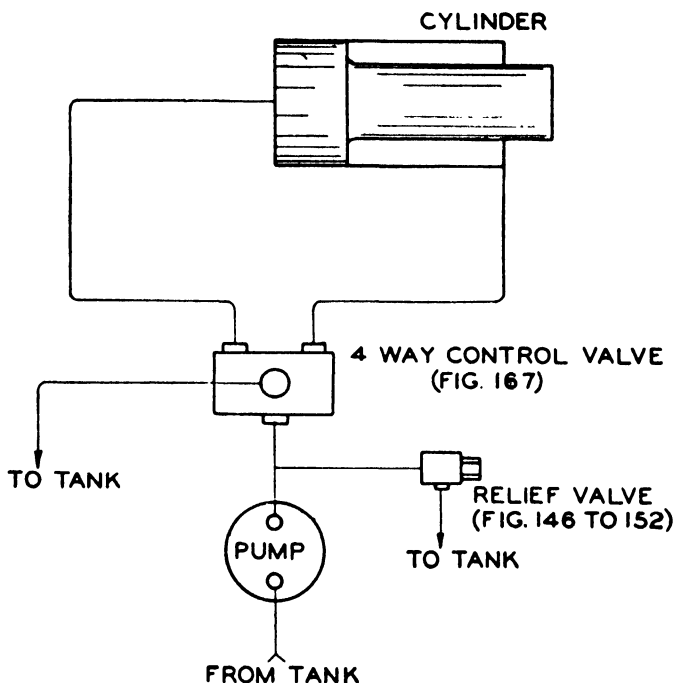 CYLINDER
4 WAY CONTROL VALVE
(FIG. 167)
TO TANK
RELIEF VALVE
(FIG. 146 TO 152)
PUMP
TO TANK
FROM TANK